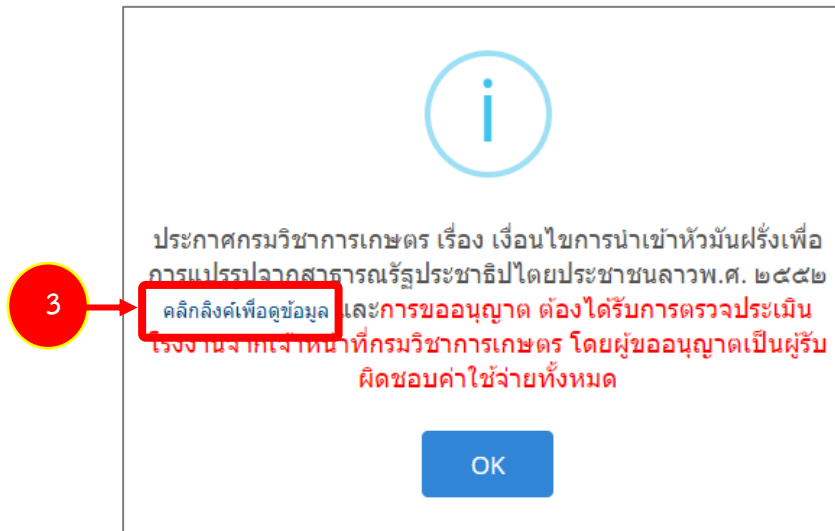 i
ประกาศกรมวิชาการเกษตร เรื่อง เงื่อนไขการนำเข้าหัวมันฝรั่งเพื่อ
การแปรรูปจากสาธารณรัฐประชาธิปไตยประชาชนลาวพ.ศ. ๒๕๕๒
3
คลิกลิงค์เพื่อดูข้อมูล และการขออนุญาต ต้องได้รับการตรวจประเมิน
โรงงานจากเจ้าหน้าที่กรมวิชาการเกษตร โดยผู้ขออนุญาตเป็นผู้รับ
ผิดชอบค่าใช้จ่ายทั้งหมด
OK